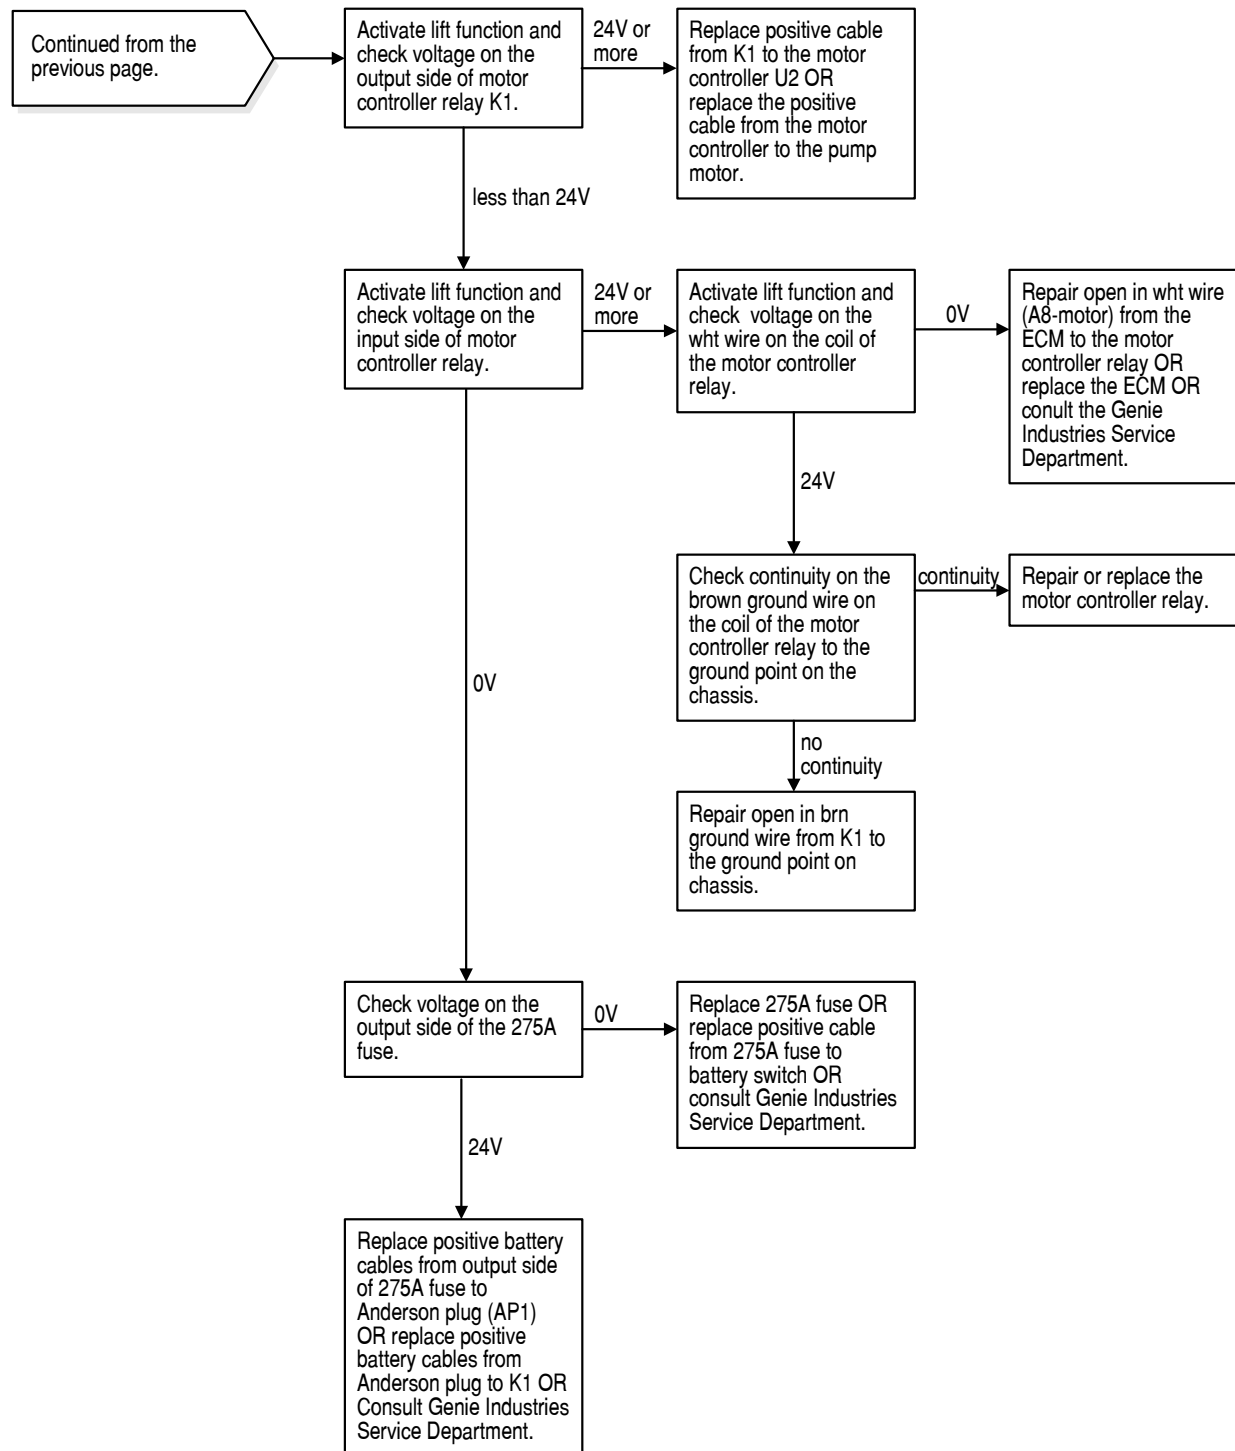 Continued from the
previous page.
Activate lift function and
check voltage on the
output side of motor
controller relay K1.
24V or
more
Replace positive cable
from K1 to the motor
controller U2 OR
replace the positive
cable from the motor
controller to the pump
motor.
less than 24V
Activate lift function and
check voltage on the
input side of motor
controller relay.
24V or
more
Activate lift function and
check  voltage on the
wht wire on the coil of
the motor controller
relay.
0V
Repair open in wht wire
(A8-motor) from the
ECM to the motor
controller relay OR
replace the ECM OR
conult the Genie
Industries Service
Department.
24V
Check continuity on the
brown ground wire on
the coil of the motor
controller relay to the
ground point on the
chassis.
continuity
Repair or replace the
motor controller relay.
0V
no
continuity
Repair open in brn
ground wire from K1 to
the ground point on
chassis.
Check voltage on the
output side of the 275A
fuse.
0V
Replace 275A fuse OR
replace positive cable
from 275A fuse to
battery switch OR
consult Genie Industries
Service Department.
24V
Replace positive battery
cables from output side
of 275A fuse to
Anderson plug (AP1)
OR replace positive
battery cables from
Anderson plug to K1 OR
Consult Genie Industries
Service Department.